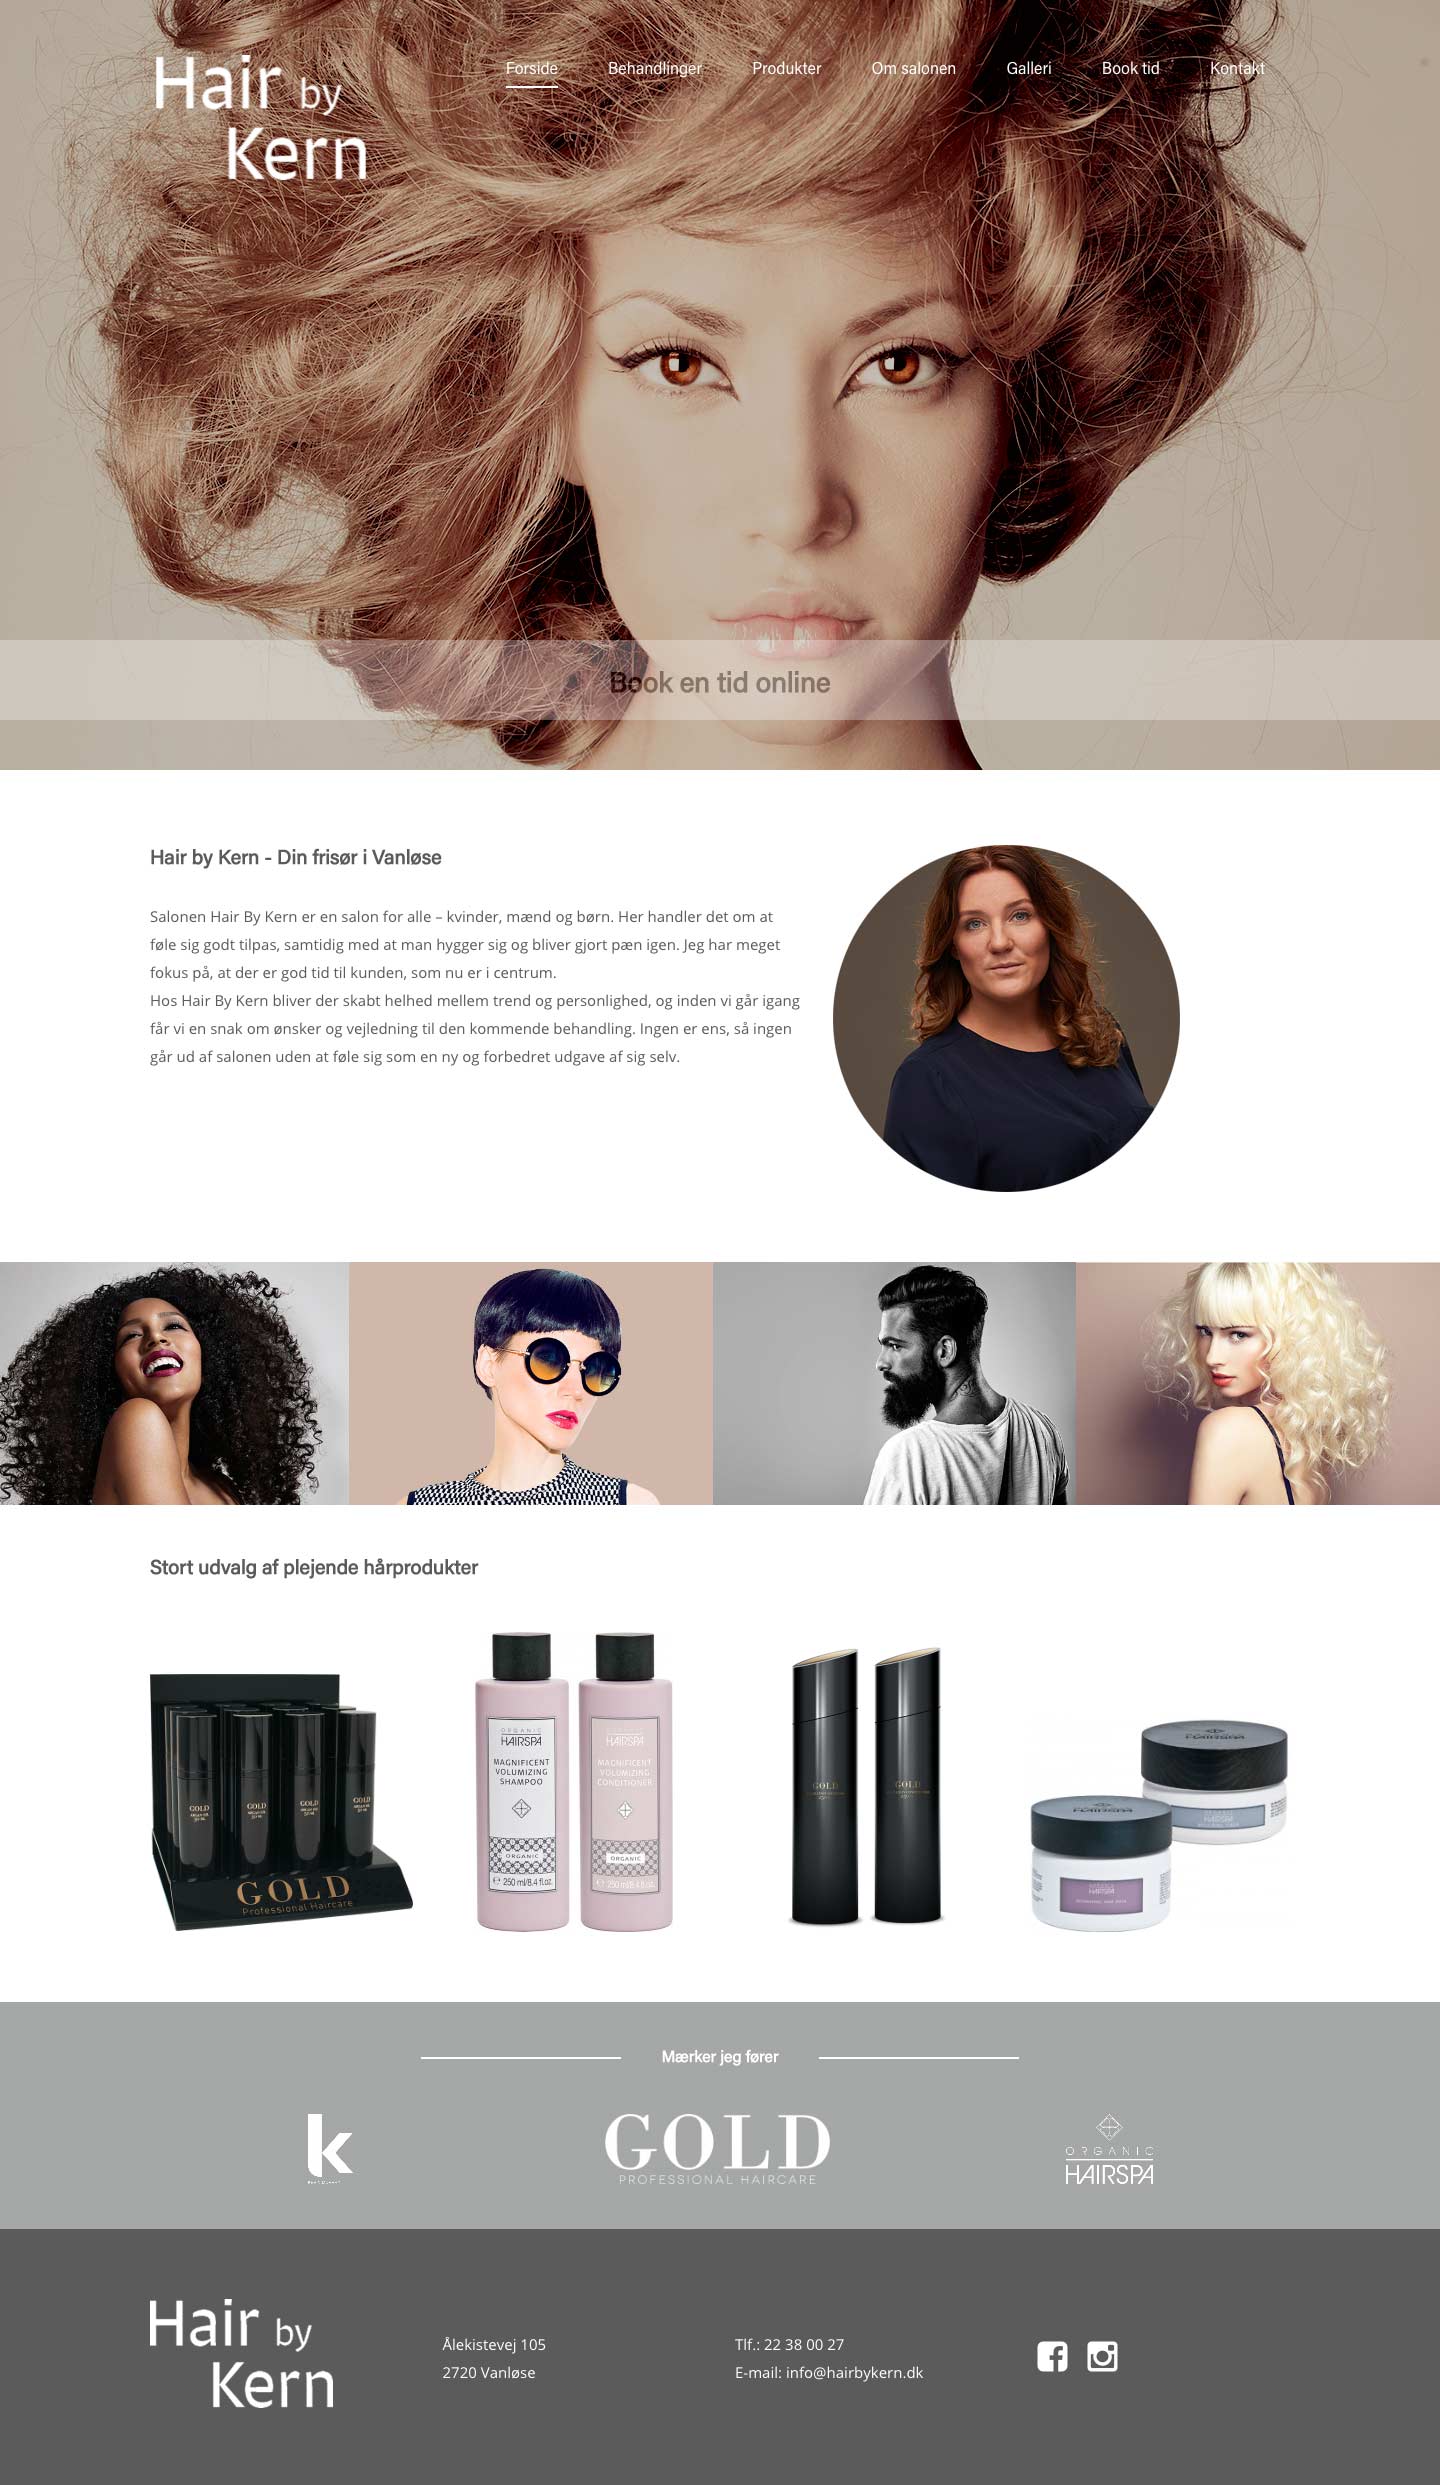 Hair by
Kern
Forside Behandlinger Produkter Om salonen Galleri Book tid Kontakt
Book en tid online
Hair by Kern - Din frisør i Vanløse
Salonen Hair By Kern er en salon for alle – kvinder, mænd og børn. Her handler det om at
føle sig godt tilpas, samtidig med at man hygger sig og bliver gjort pæn igen. Jeg har meget
fokus på, at der er god tid til kunden, som nu er i centrum.
Hos Hair By Kern bliver der skabt helhed mellem trend og personlighed, og inden vi går igang
får vi en snak om ønsker og vejledning til den kommende behandling. Ingen er ens, så ingen
går ud af salonen uden at føle sig som en ny og forbedret udgave af sig selv.
Stort udvalg af plejende hårprodukter
GOLD
GOLD
GOLD
GOLD
GOLD
Professional Haircare
ORGANIC
HAIRSPA
MAGNIFICENT
VOLUMIZING
SHAMPOO
ORGANIC
250 ml/8.4 fl.oz.
HAIRSPA
MAGNIFICENT
VOLUMIZING
CONDITIONER
ORGANIC
250 ml/8.4 fl.oz.
GOLD
GOLD
HAIRSPA
HAIRSPA
HAIRSPA
HAIRSPA
Mærker jeg fører
k
GOLD
PROFESSIONAL HAIRCARE
ORGANIC
HAIRSPA
Hair by
Kern
Ålekistevej 105
2720 Vanløse
Tlf.: 22 38 00 27
E-mail: info@hairbykern.dk